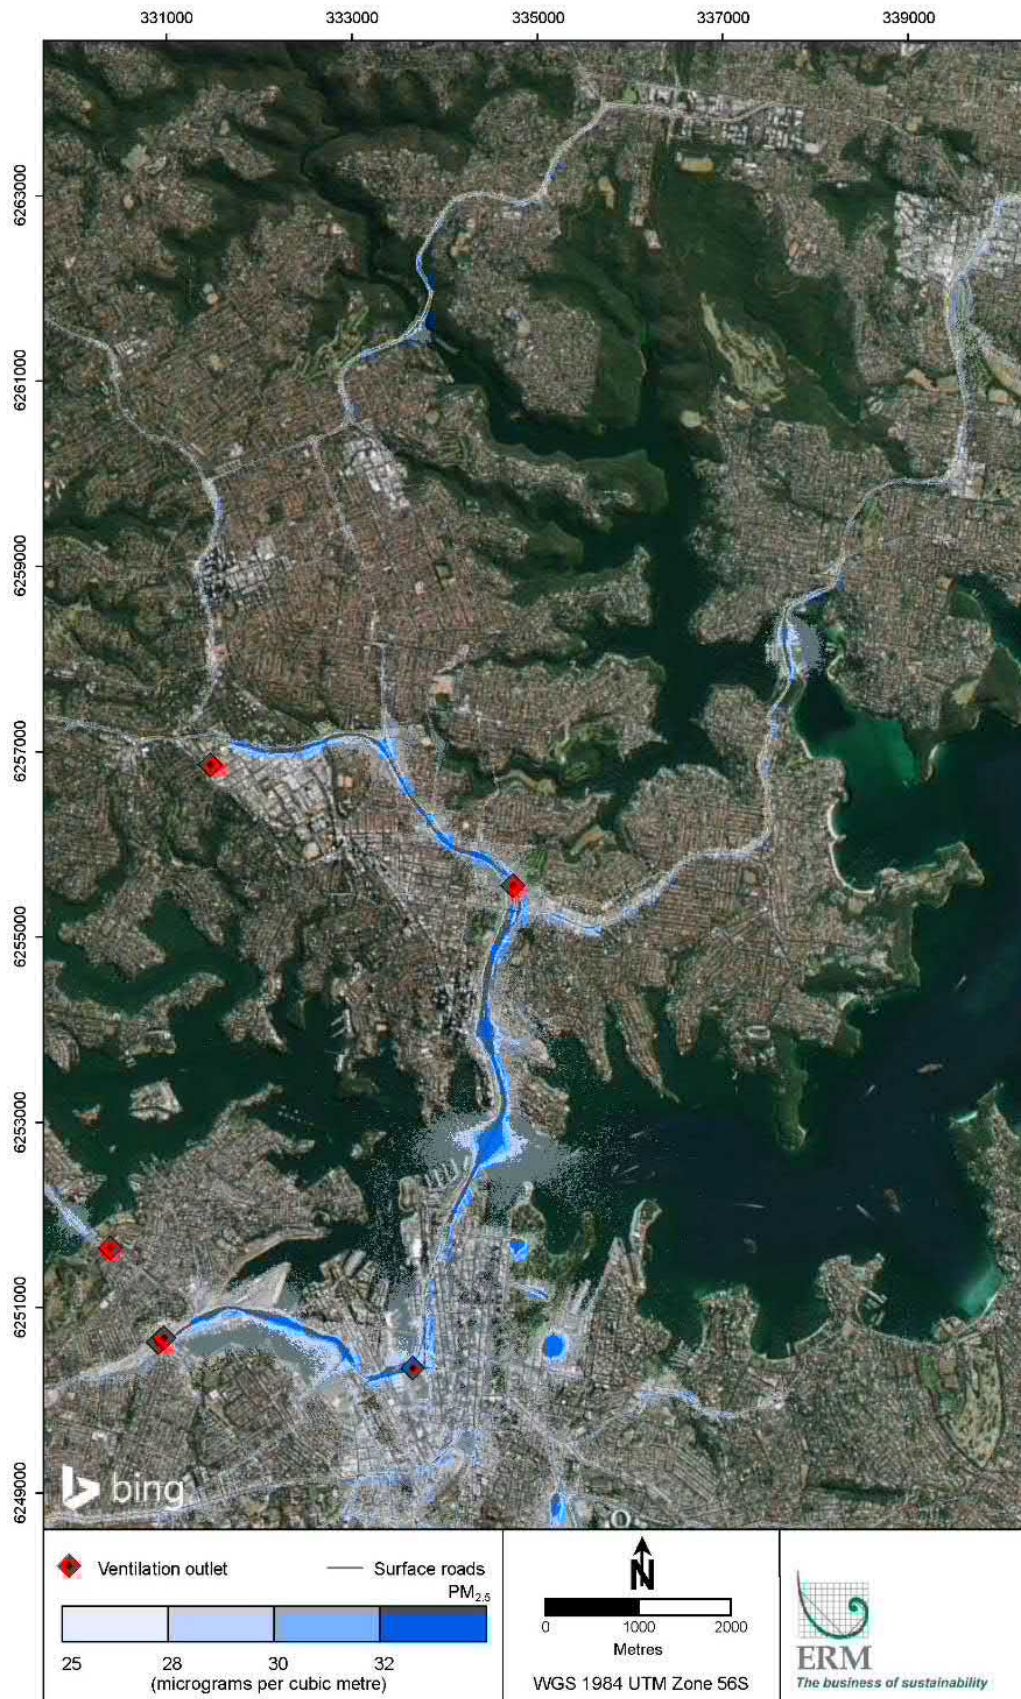 331000 333000 335000 337000 339000
6263000
6261000
6259000
6257000
6255000
6253000
6251000
6249000
bing
Ventilation outlet
Surface roads
PM2.5
25 28 30 32
(micrograms per cubic metre)
N
0 1000 2000
Metres
WGS 1984 UTM Zone 56S
ERM
The business of sustainability